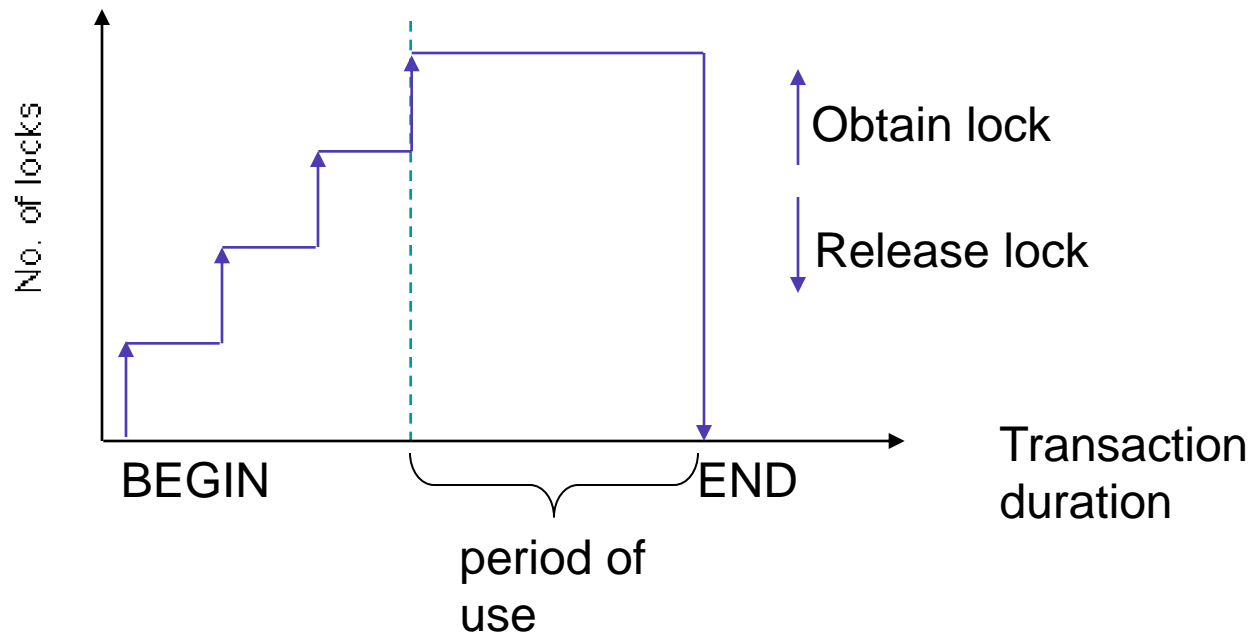 No. of locks
Obtain lock
Release lock
BEGIN
END
Transaction
duration
period of
use